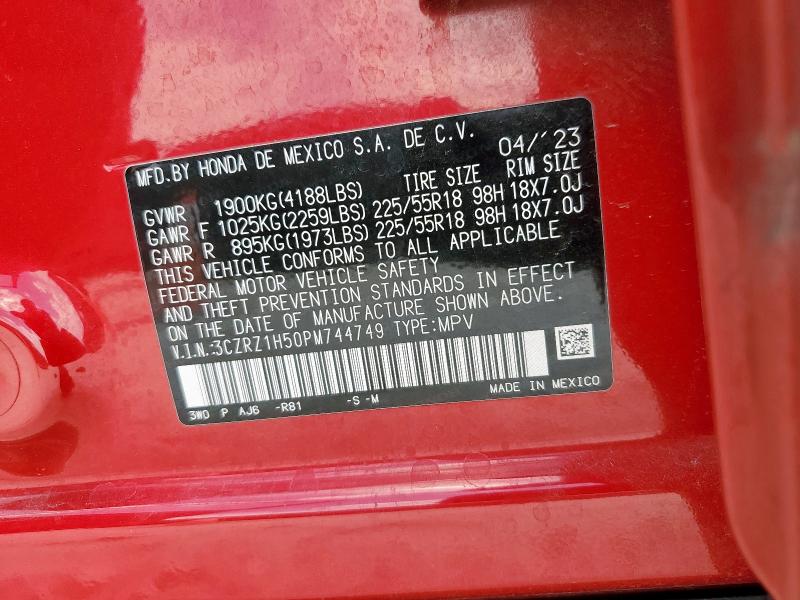 MFD.BY HONDA DE MEXICO S.A. DE C.V. 04/'23
TIRE SIZE RIM SIZE
GVWR 1900KG(4188LBS)
GAWR F 1025KG(2259LBS) 225/55R18 98H 18X7.0J
GAWR R 895KG(1973LBS) 225/55R18 98H 18X7.0J
THIS VEHICLE CONFORMS TO ALL APPLICABLE
FEDERAL MOTOR VEHICLE SAFETY
AND THEFT PREVENTION STANDARDS IN EFFECT
ON THE DATE OF MANUFACTURE SHOWN ABOVE.
V.I.N.:3CZRZ1H50PM744749 TYPE:MPV
MADE IN MEXICO
3W0 P AJ6 -R81 -S -M